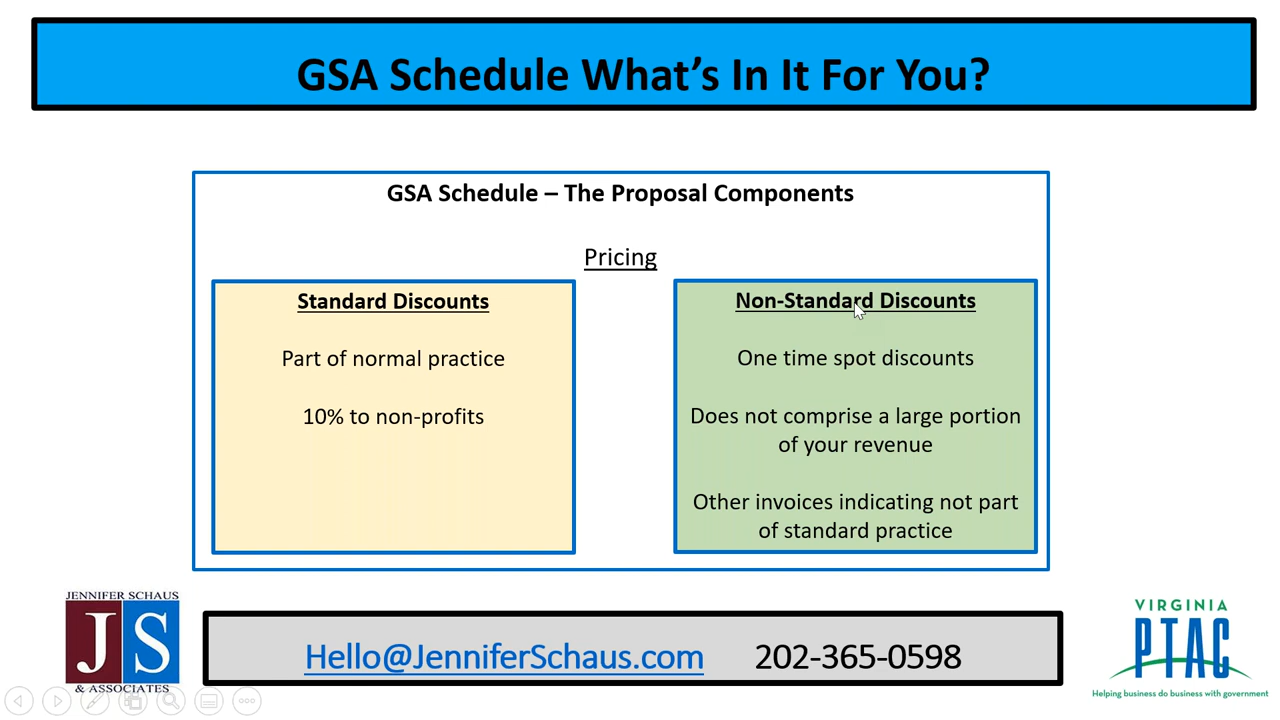 GSA Schedule What's In It For You?
GSA Schedule – The Proposal Components
Pricing
Standard Discounts
Part of normal practice
10% to non-profits
Non-Standard Discounts
One time spot discounts
Does not comprise a large portion
of your revenue
Other invoices indicating not part
of standard practice
JENNIFER SCHAUS
JS
& ASSOCIATES
Hello@JenniferSchaus.com 202-365-0598
VIRGINIA
PTAC
Helping business do business with government